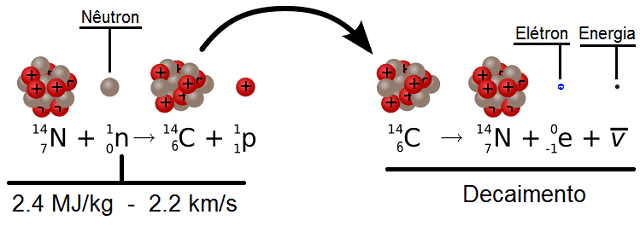 Nêutron
Elétron Energia
¹⁴₇N + ¹₀n → ¹⁴₆C + ¹₁p
¹⁴₆C → ¹⁴₇N + ⁰₋₁e + v̅
2.4 MJ/kg - 2.2 km/s
Decaimento